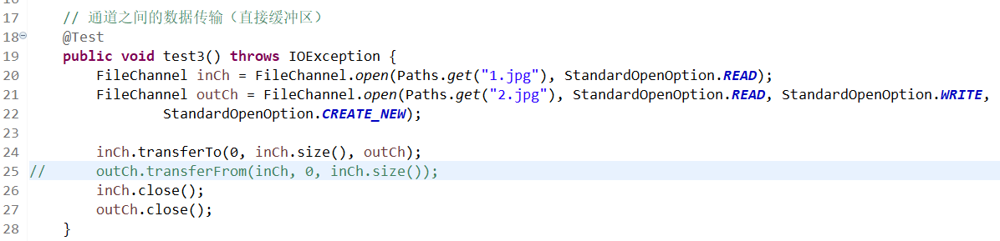 17 // 通道之间的数据传输（直接缓冲区）
18 @Test
19 public void test3() throws IOException {
20 FileChannel inCh = FileChannel.open(Paths.get("1.jpg"), StandardOpenOption.READ);
21 FileChannel outCh = FileChannel.open(Paths.get("2.jpg"), StandardOpenOption.READ, StandardOpenOption.WRITE,
22 StandardOpenOption.CREATE_NEW);
23
24 inCh.transferTo(0, inCh.size(), outCh);
25 // outCh.transferFrom(inCh, 0, inCh.size());
26 inCh.close();
27 outCh.close();
28 }